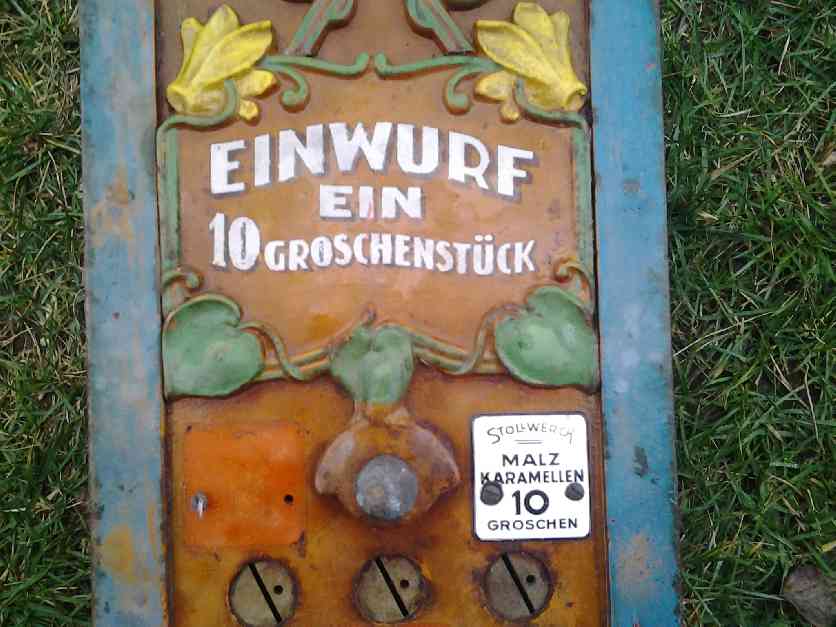 EINWURF
EIN
10 GROSCHENSTÜCK
STOLLWERCK
MALZ
KARAMELLEN
10
GROSCHEN